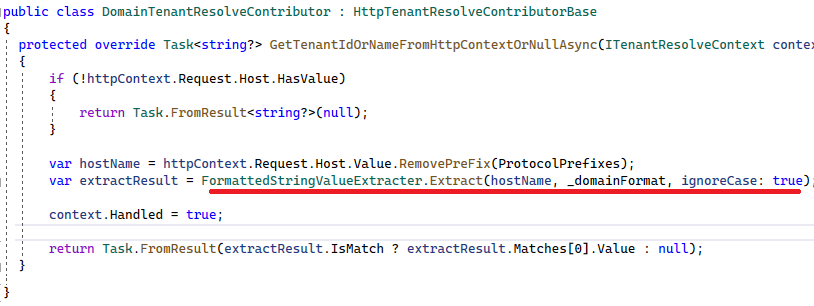 public class DomainTenantResolveContributor : HttpTenantResolveContributorBase
{
protected override Task<string?> GetTenantIdOrNameFromHttpContextOrNullAsync(ITenantResolveContext contex
{
if (!httpContext.Request.Host.HasValue)
{
return Task.FromResult<string?>(null);
}
var hostName = httpContext.Request.Host.Value.RemovePreFix(ProtocolPrefixes);
var extractResult = FormattedStringValueExtracter.Extract(hostName, _domainFormat, ignoreCase: true);
context.Handled = true;
return Task.FromResult(extractResult.IsMatch ? extractResult.Matches[0].Value : null);
}
}